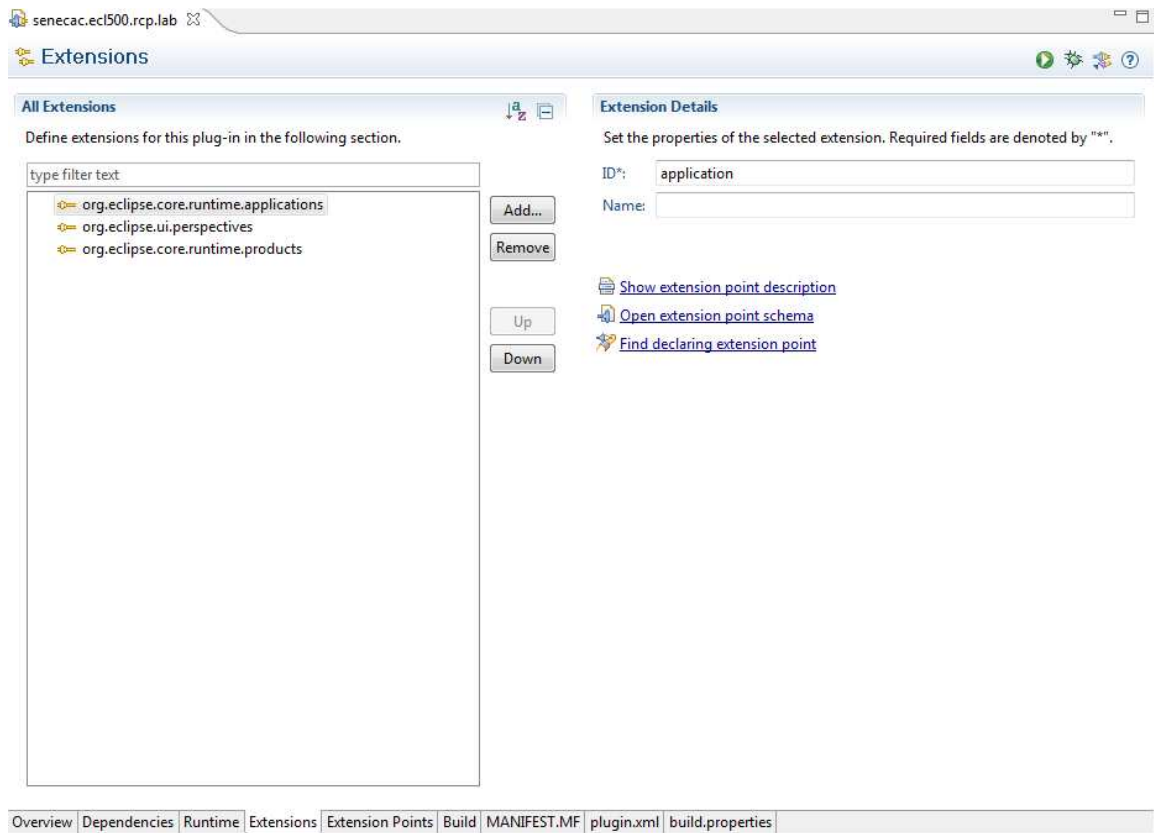 senecac.ecl500.rcp.lab
Extensions
All Extensions
Define extensions for this plug-in in the following section.
type filter text
org.eclipse.core.runtime.applications
org.eclipse.ui.perspectives
org.eclipse.core.runtime.products
Add...
Remove
Up
Down
Extension Details
Set the properties of the selected extension. Required fields are denoted by "*".
ID*: application
Name:
Show extension point description
Open extension point schema
Find declaring extension point
Overview Dependencies Runtime Extensions Extension Points Build MANIFEST.MF plugin.xml build.properties